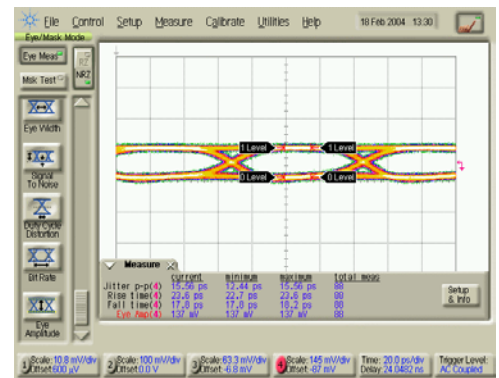 File Control Setup Measure Calibrate Utilities Help 18 Feb 2004 13:30
Eye/Mask Mode
Eye Meas
RZ
NRZ
Msk Test
Eye Width
Signal To Noise
Duty Cycle Distortion
Bit Rate
Eye Amplitude
1 Level 1 Level
0 Level 0 Level
Measure
current minimum maximum total meas
Jitter p-p(4) 15.56 ps 12.44 ps 15.56 ps 88
Rise time(4) 23.6 ps 22.7 ps 23.6 ps 88
Fall time(4) 17.8 ps 17.8 ps 18.2 ps 88
Eye Amp(4) 137 mV 137 mV 137 mV 88
Setup & Info
1 Scale:10.8 mV/div Offset:600 µV
2 Scale:100 mV/div Offset:0.0 V
3 Scale:63.3 mV/div Offset:-6.8 mV
4 Scale:145 mV/div Offset:-87 mV
Time:20.0 ps/div Delay:24.0482 ns
Trigger Level: AC Coupled